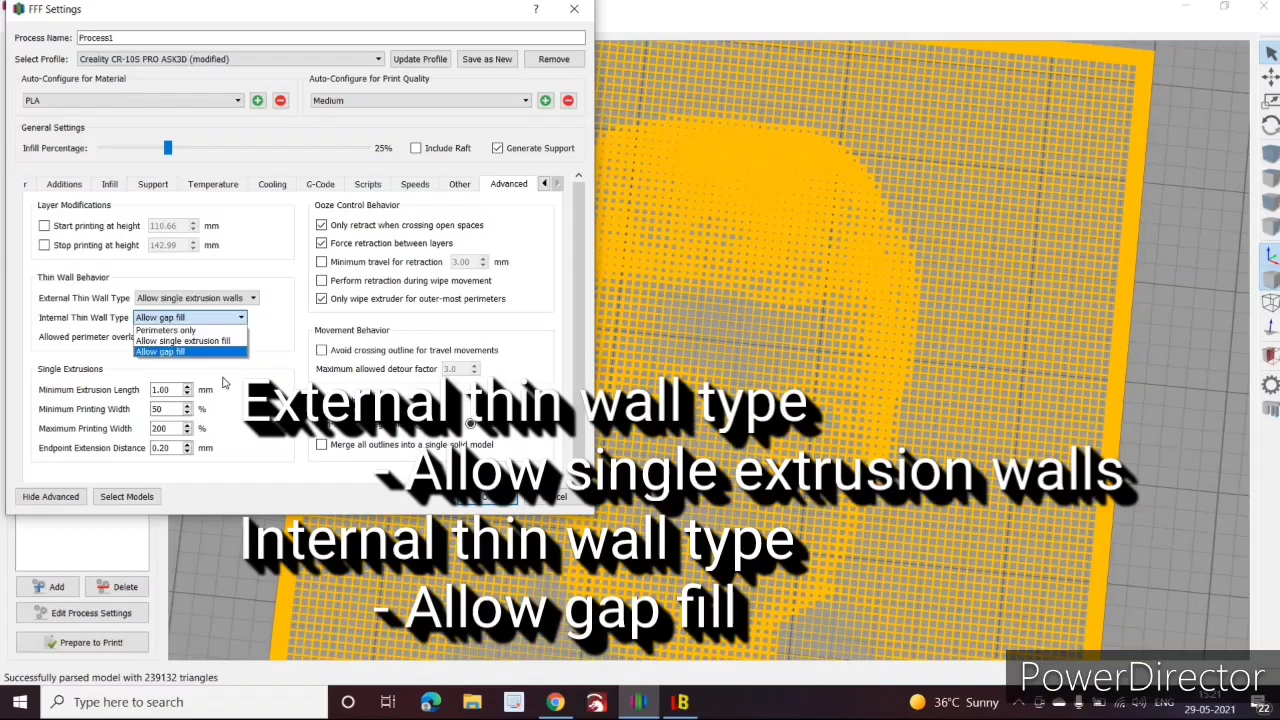 FFF Settings
?
Process Name: Process1
Select Profile: Creality CR-10S PRO ASK3D (modified) Update Profile Save as New Remove
Auto-Configure for Material Auto-Configure for Print Quality
PLA Medium
General Settings
Infill Percentage: 25% Include Raft Generate Support
r Additions Infill Support Temperature Cooling G-Code Scripts Speeds Other Advanced
Layer Modifications
Start printing at height 110.66 mm
Stop printing at height 142.99 mm
Thin Wall Behavior
External Thin Wall Type Allow single extrusion walls
Internal Thin Wall Type Allow gap fill
Perimeters only
Allow single extrusion fill
Allow gap fill
Allowed perimeter overla
Single Extrusions
Minimum Extrusion Length 1.00 mm
Minimum Printing Width 50 %
Maximum Printing Width 200 %
Endpoint Extension Distance 0.20 mm
Ooze Control Behavior
Only retract when crossing open spaces
Force retraction between layers
Minimum travel for retraction 3.00 mm
Perform retraction during wipe movement
Only wipe extruder for outer-most perimeters
Movement Behavior
Avoid crossing outline for travel movements
Maximum allowed detour factor 3.0
Merge all outlines into a single solid model
Hide Advanced Select Models
External thin wall type
- Allow single extrusion walls
Internal thin wall type
- Allow gap fill
Add Delete
Edit Process Settings
Prepare to Print!
Successfully parsed model with 239132 triangles
PowerDirector
Type here to search
LB
36°C Sunny
ENG
15:21
29-05-2021
22